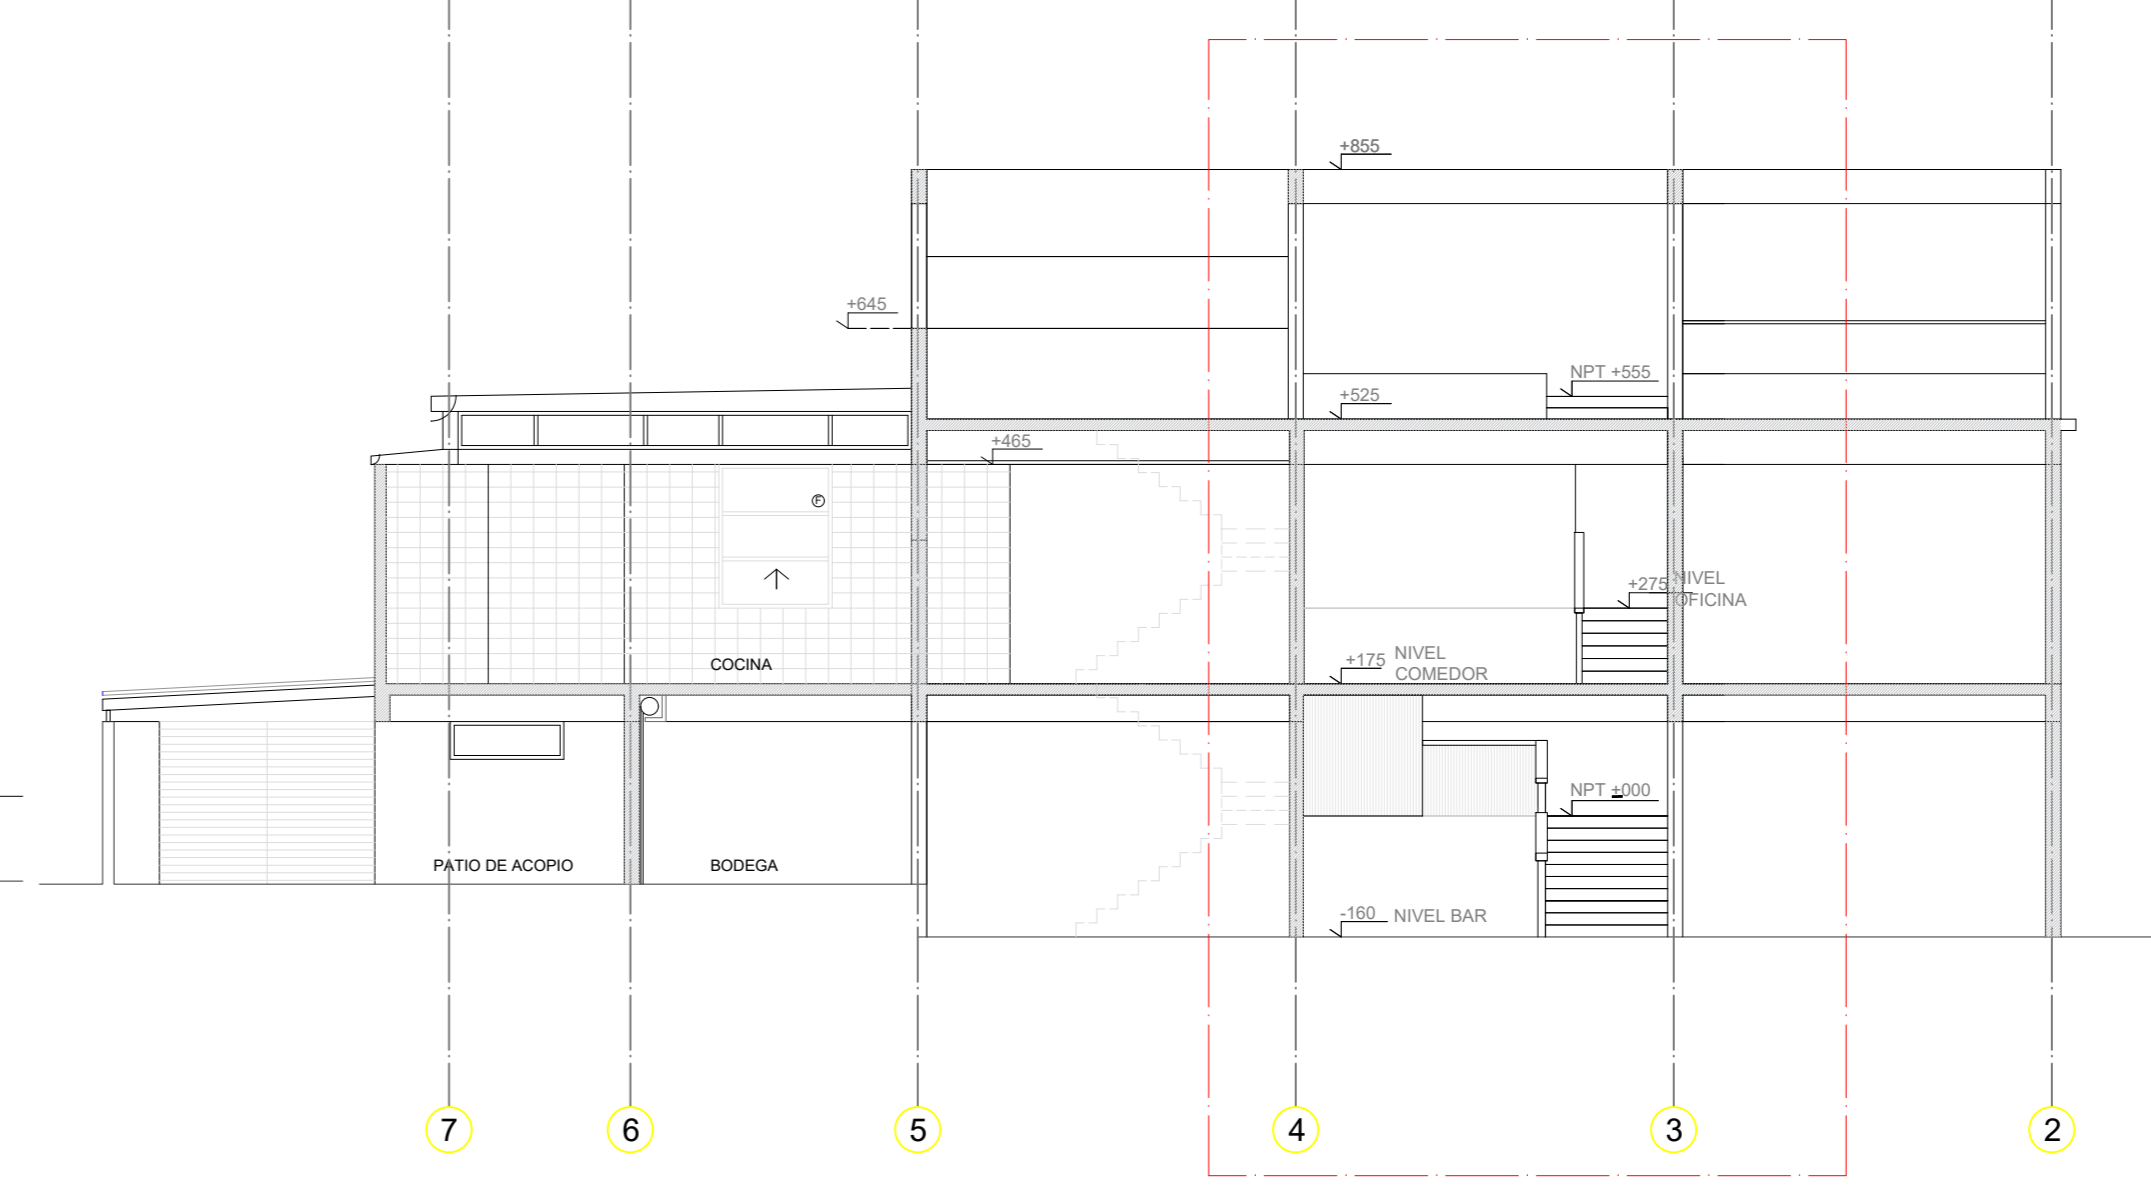 +855
+645
NPT +555
+525
+465
F
+275 NIVEL
OFICINA
+175 NIVEL
COMEDOR
COCINA
NPT ±000
PATIO DE ACOPIO
BODEGA
-160 NIVEL BAR
7
6
5
4
3
2